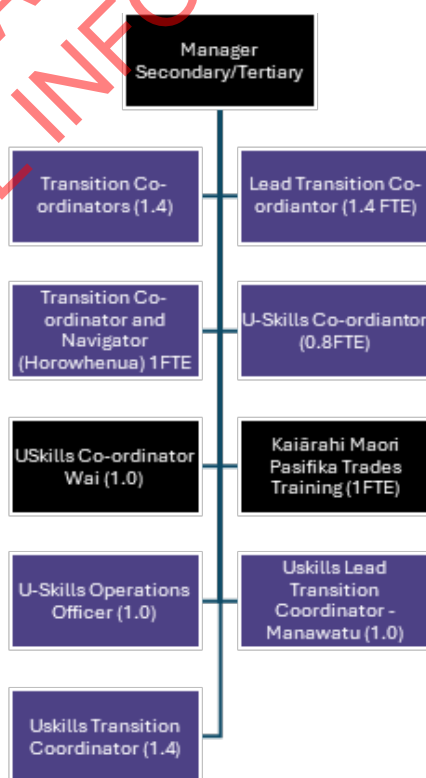 INFO
Manager
Secondary/Tertiary
Transition Co-
ordinators (1.4)
Lead Transition Co-
ordiantor (1.4 FTE)
Transition Co-
ordinator and
Navigator
(Horowhenua) 1FTE
U-Skills Co-ordiantor
(0.8FTE)
USkills Co-ordinator
Wai (1.0)
Kaiārahi Maori
Pasifika Trades
Training (1FTE)
U-Skills Operations
Officer (1.0)
Uskills Lead
Transition
Coordinator -
Manawatu (1.0)
Uskills Transition
Coordinator (1.4)